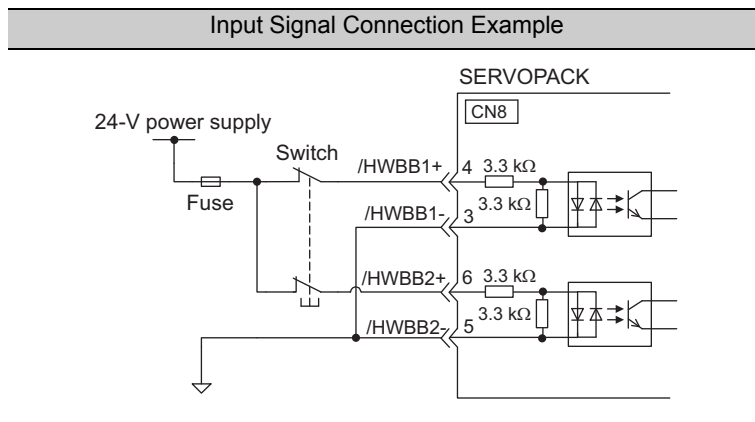 Input Signal Connection Example
SERVOPACK
CN8
24-V power supply
Switch
Fuse
/HWBB1+
4
3.3 kΩ
3.3 kΩ
/HWBB1-
3
/HWBB2+
6
3.3 kΩ
3.3 kΩ
/HWBB2-
5